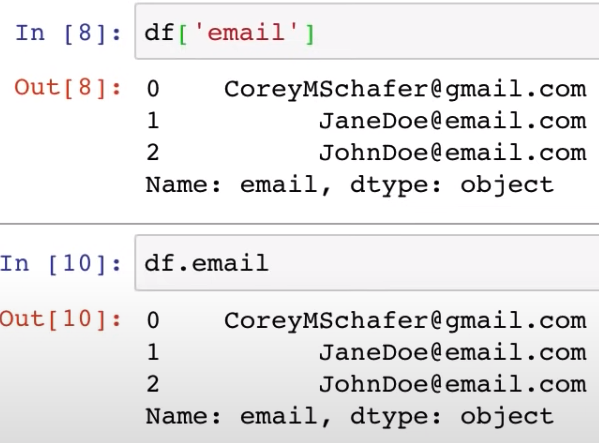 In [8]: df['email']
Out[8]: 0 CoreyMSchafer@gmail.com
1 JaneDoe@email.com
2 JohnDoe@email.com
Name: email, dtype: object
In [10]: df.email
Out[10]: 0 CoreyMSchafer@gmail.com
1 JaneDoe@email.com
2 JohnDoe@email.com
Name: email, dtype: object